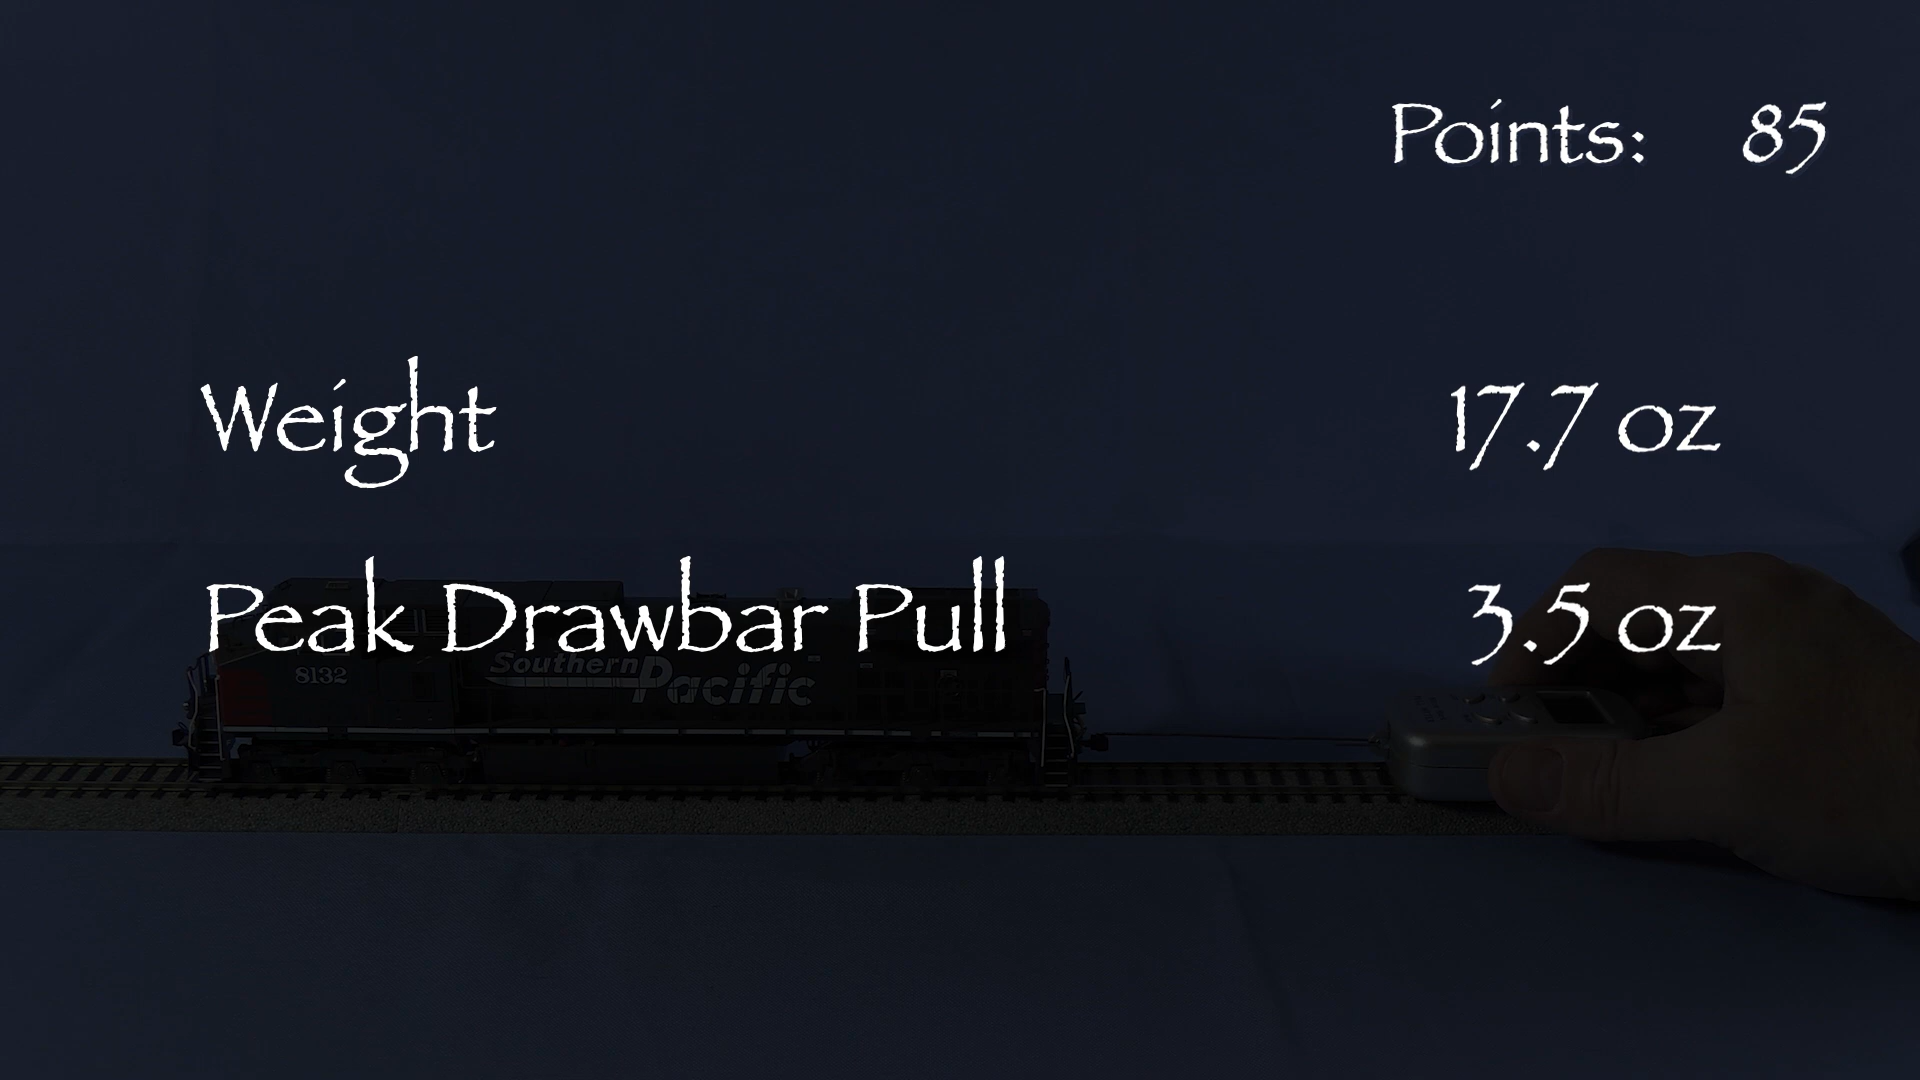 Points: 85
Weight 17.7 oz
Peak Drawbar Pull 3.5 oz
8132
Southern
Pacific